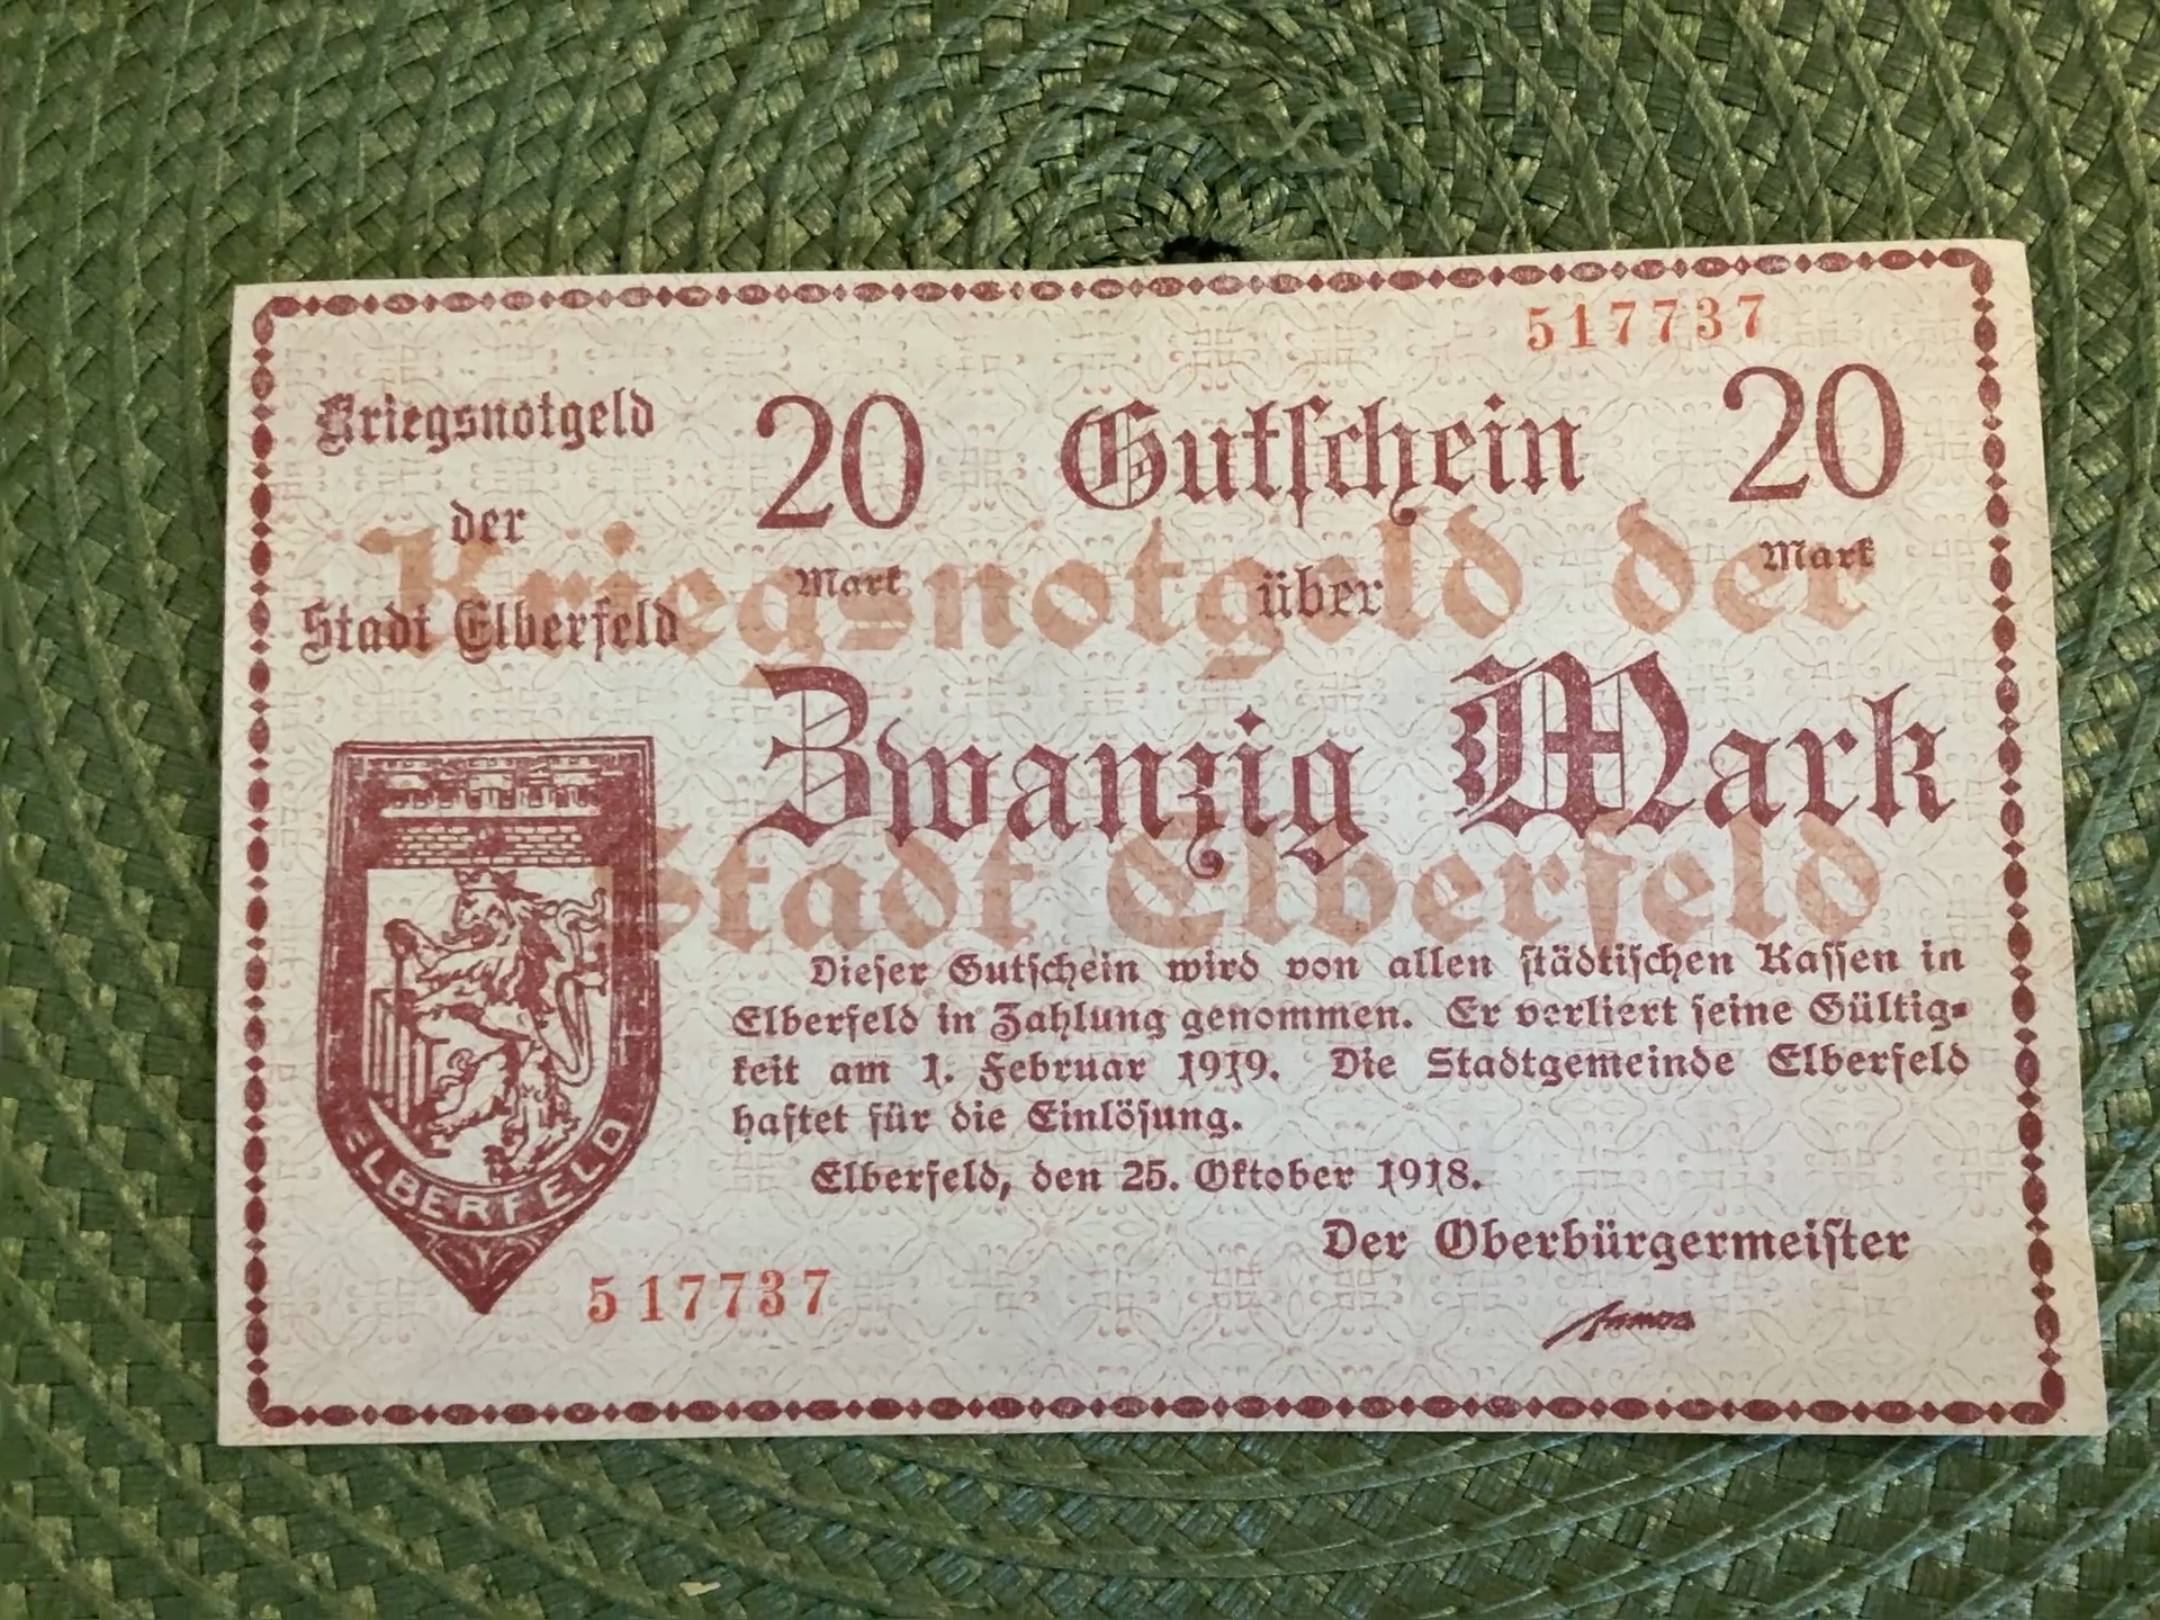 517737
Kriegsnotgeld
der
Stadt Elberfeld
20 Gutschein 20
Mark über Mark
Kriegsnotgeld der
Zwanzig Mark
Stadt Elberfeld
Dieser Gutschein wird von allen städtischen Kassen in
Elberfeld in Zahlung genommen. Er verliert seine Gültig-
keit am 1. Februar 1919. Die Stadtgemeinde Elberfeld
haftet für die Einlösung.
Elberfeld, den 25. Oktober 1918.
Der Oberbürgermeister
ELBERFELD
517737